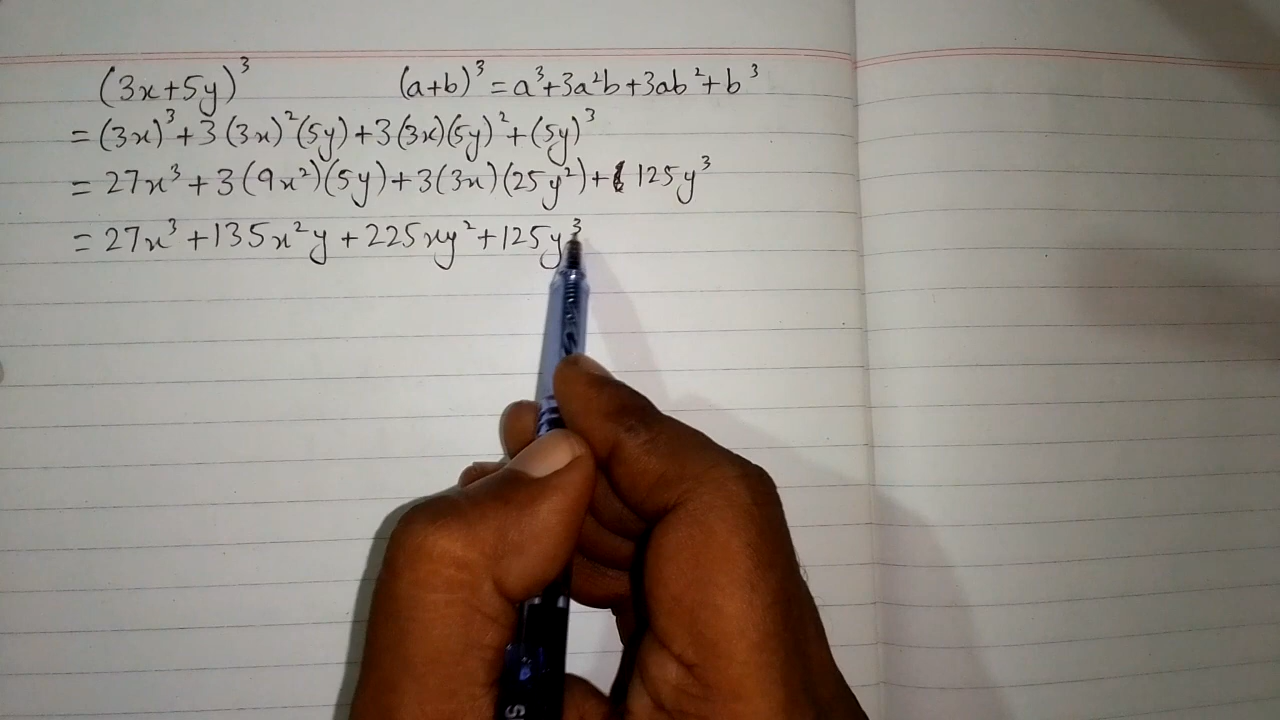 (3x+5y)³ (a+b)³ = a³+3a²b+3ab²+b³
= (3x)³+3(3x)²(5y)+3(3x)(5y)²+(5y)³
= 27x³+3(9x²)(5y)+3(3x)(25y²)+125y³
= 27x³+135x²y+225xy²+125y³